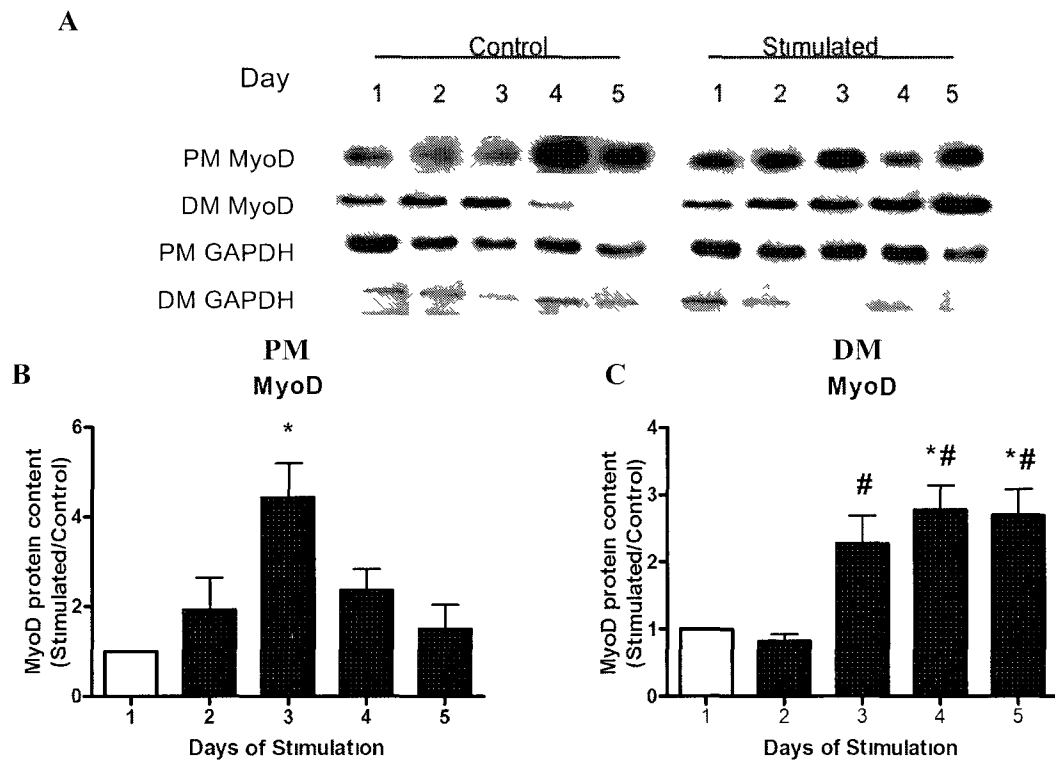 A
Control Stimulated
Day 1 2 3 4 5 1 2 3 4 5
PM MyoD
DM MyoD
PM GAPDH
DM GAPDH
B
PM
MyoD
MyoD protein content
(Stimulated/Control)
6
4
2
0
*
1 2 3 4 5
Days of Stimulation
C
DM
MyoD
MyoD protein content
(Stimulated/Control)
4
3
2
1
0
# *# *#
1 2 3 4 5
Days of Stimulation